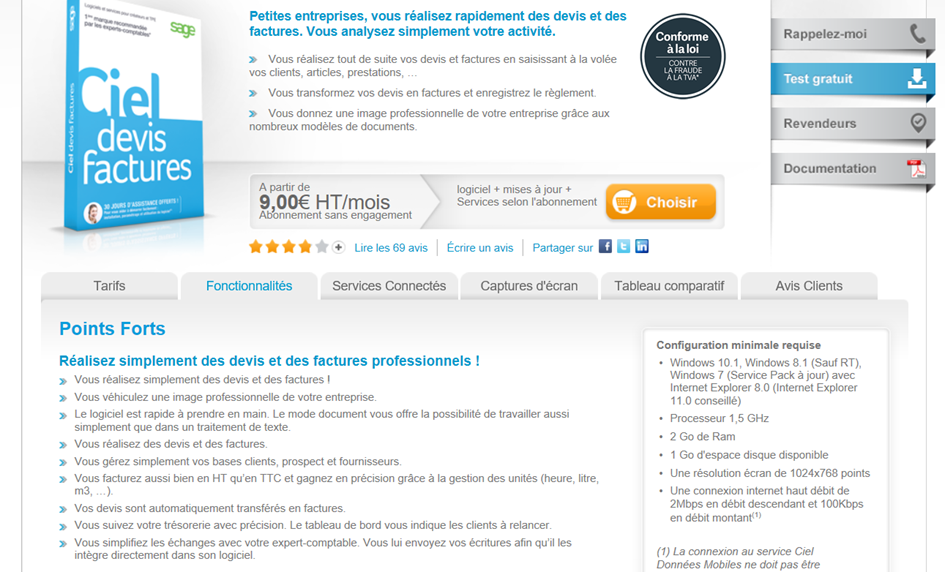 Petites entreprises, vous réalisez rapidement des devis et des
factures. Vous analysez simplement votre activité.
Vous réalisez tout de suite vos devis et factures en saisissant à la volée
vos clients, articles, prestations, ...
Vous transformez vos devis en factures et enregistrez le règlement.
Vous donnez une image professionnelle de votre entreprise grâce aux
nombreux modèles de documents.
sage
Ciel
devis
factures
Ciel devis factures
30 JOURS D'ASSISTANCE OFFERTS !
Conforme
à la loi
CONTRE
LA FRAUDE
À LA TVA*
Rappelez-moi
Test gratuit
Revendeurs
Documentation
A partir de
9,00€ HT/mois
Abonnement sans engagement
logiciel + mises à jour +
Services selon l'abonnement
Choisir
Lire les 69 avis
Écrire un avis
Partager sur
Tarifs
Fonctionnalités
Services Connectés
Captures d'écran
Tableau comparatif
Avis Clients
Points Forts
Réalisez simplement des devis et des factures professionnels !
Vous réalisez simplement des devis et des factures !
Vous véhiculez une image professionnelle de votre entreprise.
Le logiciel est rapide à prendre en main. Le mode document vous offre la possibilité de travailler aussi
simplement que dans un traitement de texte.
Vous réalisez des devis et des factures.
Vous gérez simplement vos bases clients, prospect et fournisseurs.
Vous facturez aussi bien en HT qu'en TTC et gagnez en précision grâce à la gestion des unités (heure, litre,
m3, ...).
Vos devis sont automatiquement transférés en factures.
Vous suivez votre trésorerie avec précision. Le tableau de bord vous indique les clients à relancer.
Vous simplifiez les échanges avec votre expert-comptable. Vous lui envoyez vos écritures afin qu'il les
intègre directement dans son logiciel.
Configuration minimale requise
• Windows 10.1, Windows 8.1 (Sauf RT),
Windows 7 (Service Pack à jour) avec
Internet Explorer 8.0 (Internet Explorer
11.0 conseillé)
• Processeur 1,5 GHz
• 2 Go de Ram
• 1 Go d'espace disque disponible
• Une résolution écran de 1024x768 points
• Une connexion internet haut débit de
2Mbps en débit descendant et 100Kbps
en débit montant(1)
(1) La connexion au service Ciel
Données Mobiles ne doit pas être